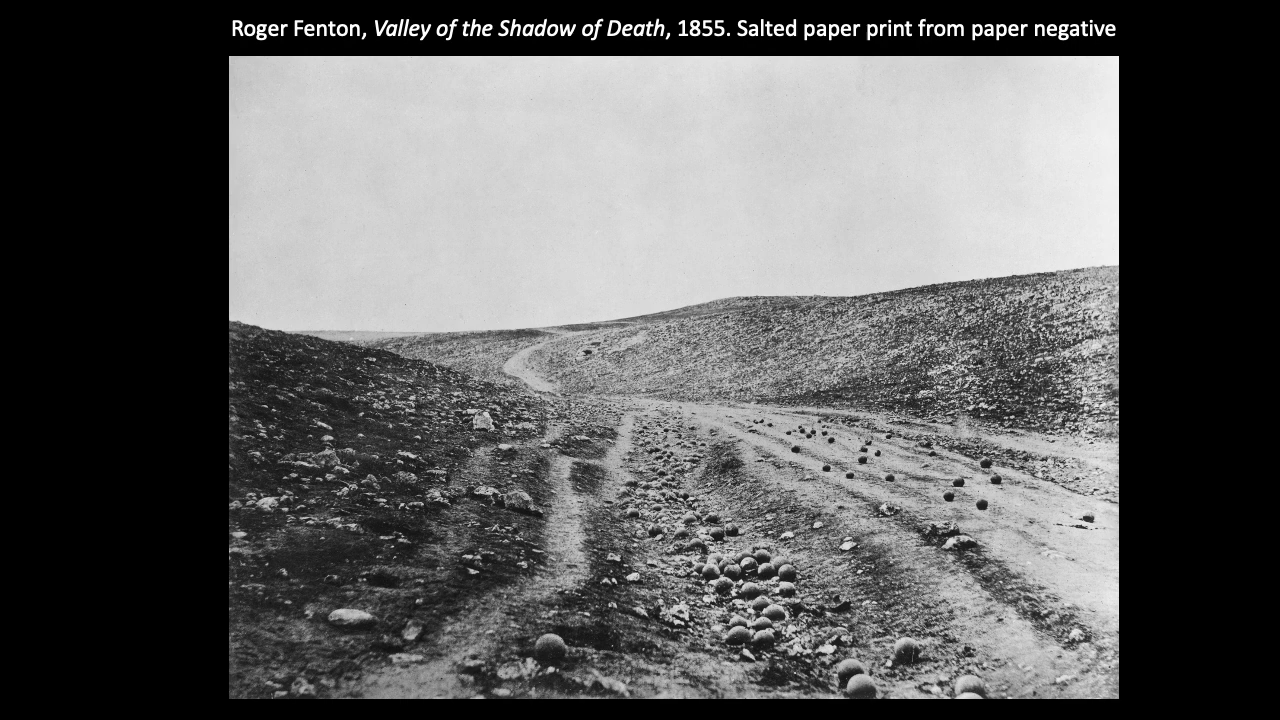 Roger Fenton, Valley of the Shadow of Death, 1855. Salted paper print from paper negative